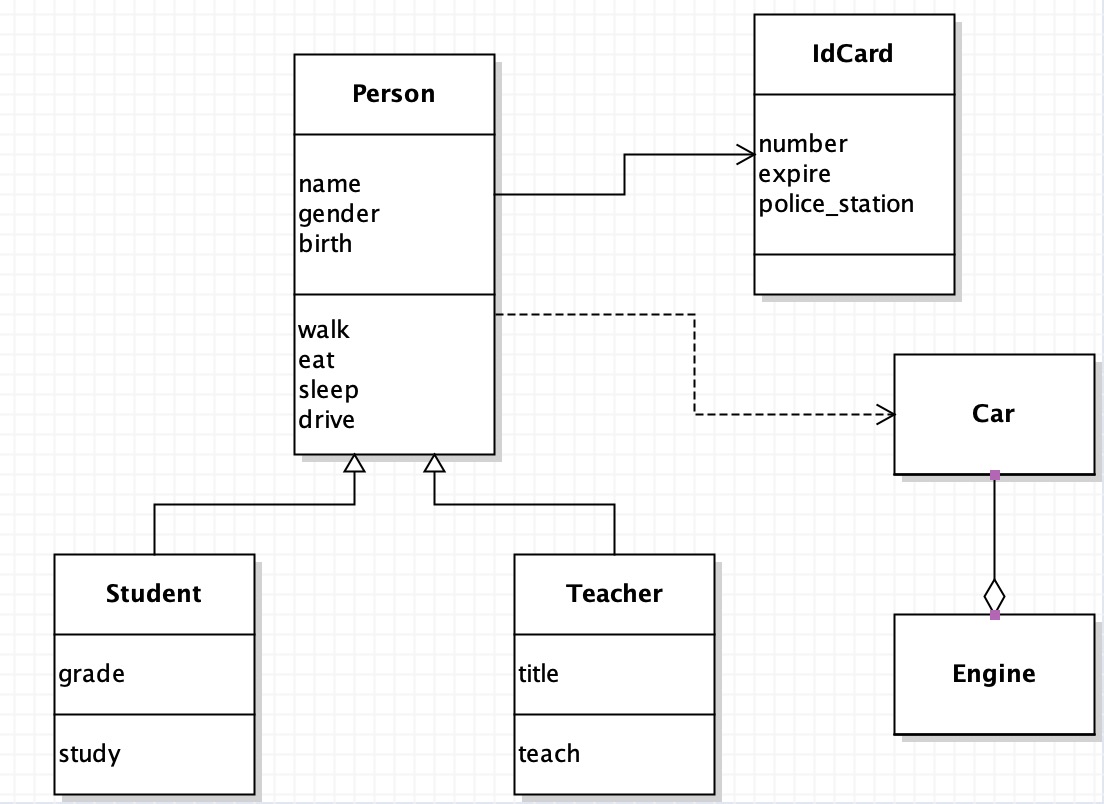 Person
name
gender
birth
walk
eat
sleep
drive
IdCard
number
expire
police_station
Car
Student
grade
study
Teacher
title
teach
Engine